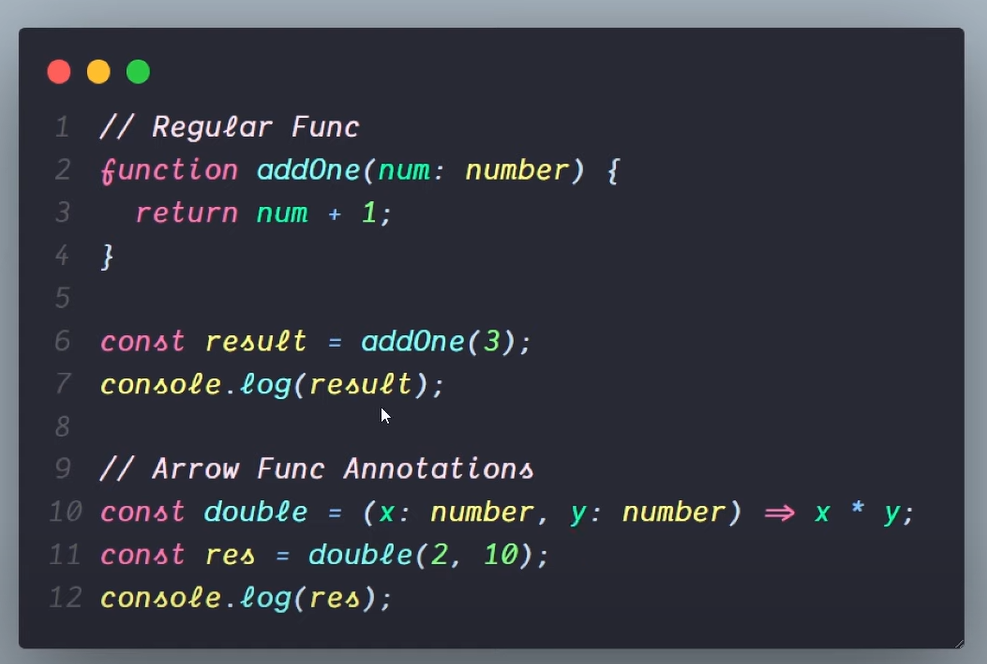 1 // Regular Func
2 function addOne(num: number) {
3   return num + 1;
4 }
5
6 const result = addOne(3);
7 console.log(result);
8
9 // Arrow Func Annotations
10 const double = (x: number, y: number) => x * y;
11 const res = double(2, 10);
12 console.log(res);